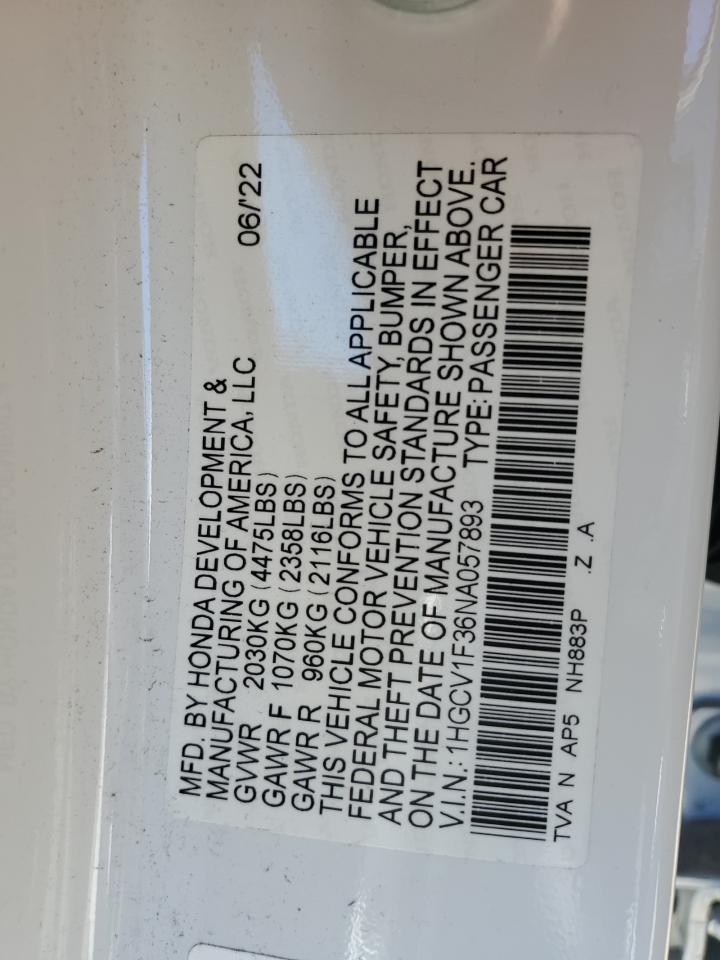 MFD. BY HONDA DEVELOPMENT &
MANUFACTURING OF AMERICA, LLC 06/'22
GVWR 2030KG (4475LBS)
GAWR F 1070KG (2358LBS)
GAWR R 960KG (2116LBS)
THIS VEHICLE CONFORMS TO ALL APPLICABLE
FEDERAL MOTOR VEHICLE SAFETY, BUMPER,
AND THEFT PREVENTION STANDARDS IN EFFECT
ON THE DATE OF MANUFACTURE SHOWN ABOVE.
V.I.N.: 1HGCV1F36NA057893 TYPE: PASSENGER CAR
TVA N AP5 NH883P .Z .A